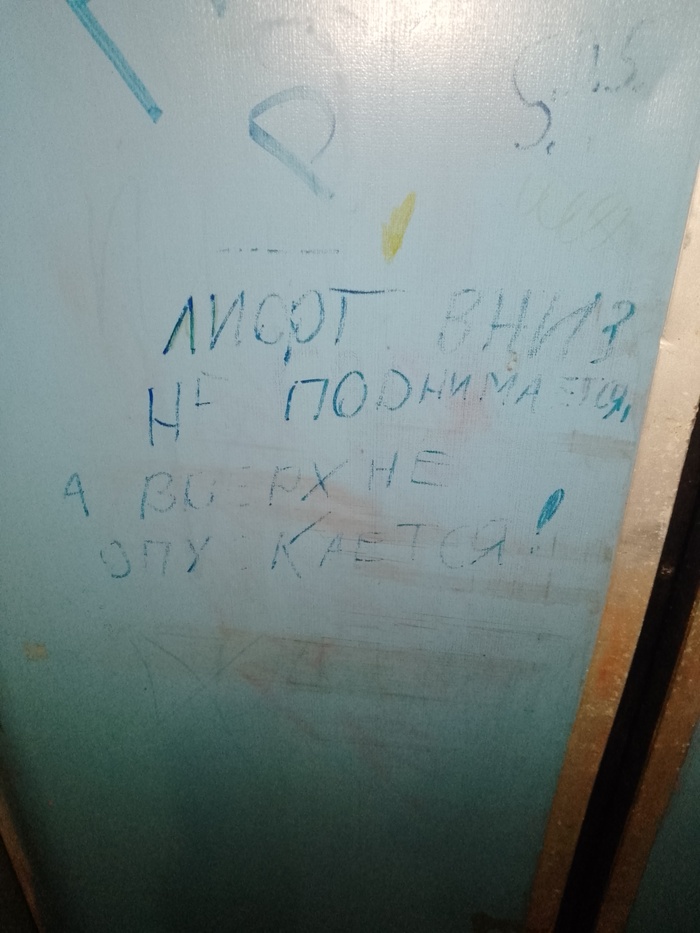 ЛИФТ ВНИЗ
НЕ ПОДНИМАЕТСЯ,
А ВВЕРХ НЕ
ОПУСКАЕТСЯ!